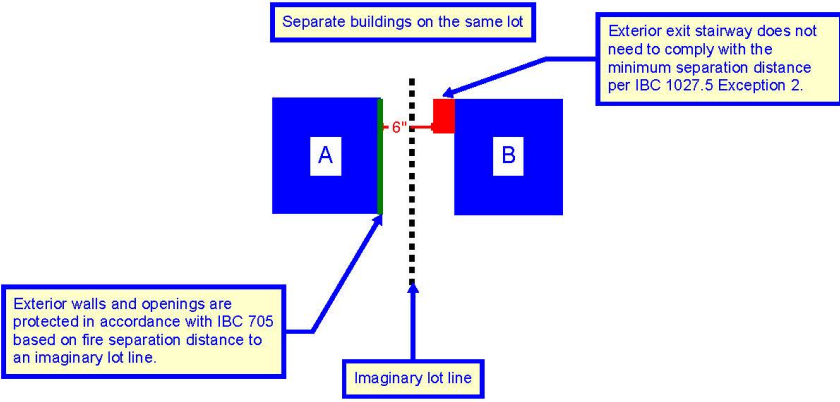 Separate buildings on the same lot
Exterior exit stairway does not
need to comply with the
minimum separation distance
per IBC 1027.5 Exception 2.
6"
A
B
Exterior walls and openings are
protected in accordance with IBC 705
based on fire separation distance to
an imaginary lot line.
Imaginary lot line